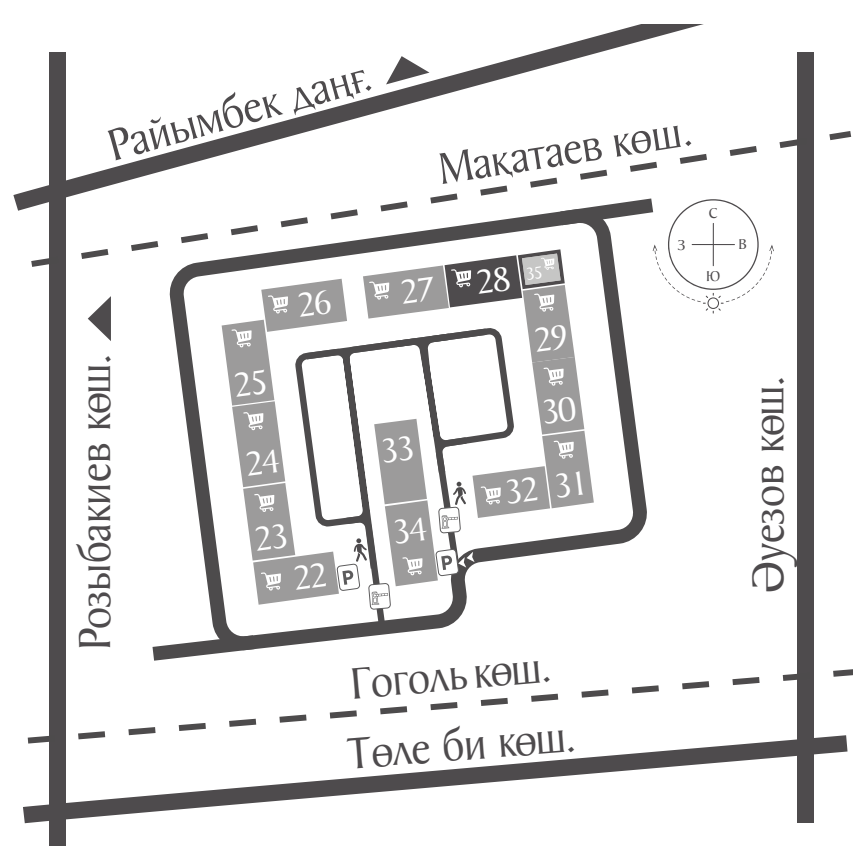 Райымбек даңғ.
Мақатаев көш.
С
З
В
Ю
26
27
28
35
25
29
24
30
33
23
31
32
34
22
P
P
Розыбакиев көш.
Әуезов көш.
Гоголь көш.
Төле би көш.